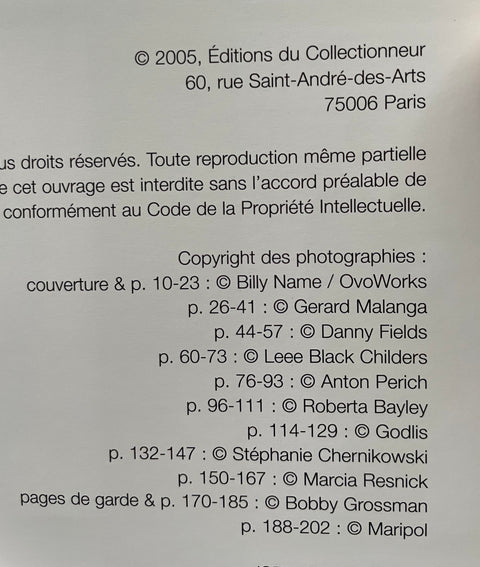 © 2005, Éditions du Collectionneur
60, rue Saint-André-des-Arts
75006 Paris
droits réservés. Toute reproduction même partielle
cet ouvrage est interdite sans l'accord préalable de
conformément au Code de la Propriété Intellectuelle.
Copyright des photographies :
couverture & p. 10-23 : © Billy Name / OvoWorks
p. 26-41 : © Gerard Malanga
p. 44-57 : © Danny Fields
p. 60-73 : © Leee Black Childers
p. 76-93 : © Anton Perich
p. 96-111 : © Roberta Bayley
p. 114-129 : © Godlis
p. 132-147 : © Stéphanie Chernikowski
p. 150-167 : © Marcia Resnick
pages de garde & p. 170-185 : © Bobby Grossman
p. 188-202 : © Maripol